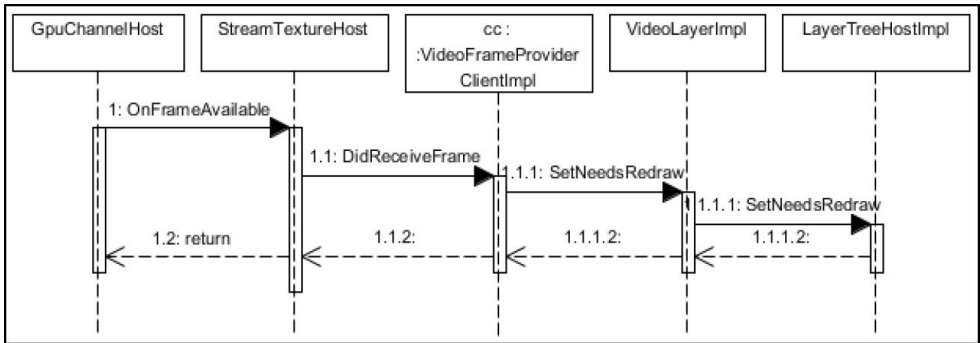 GpuChannelHost
StreamTextureHost
cc :
:VideoFrameProvider
ClientImpl
VideoLayerImpl
LayerTreeHostImpl
1: OnFrameAvailable
1.1: DidReceiveFrame
1.1.1: SetNeedsRedraw
1.1.1: SetNeedsRedraw
1.2: return
1.1.2:
1.1.1.2:
1.1.1.2: